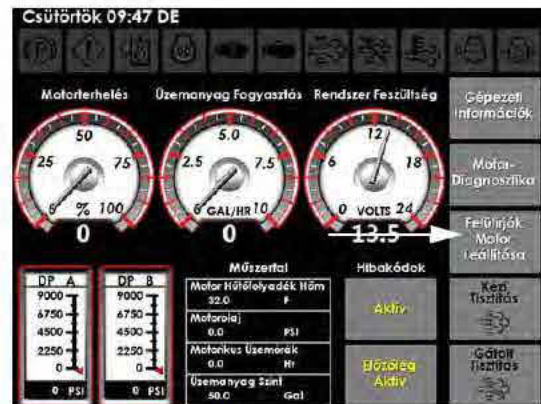 Csütörtök 09:47 DE
Motorterhelés
Üzemanyag Fogyasztás
Rendszer Feszültség
Gépezeti
Információk
50
25
75
0
%
100
0
5.0
2.5
7.5
0
GAL/HR
10
0
12
6
18
0
VOLTS
24
13.5
Motor-
Diagnosztika
Felülírják
Motor
Leállítása
Műszerfal
Hibakódok
DP A
9000
6750
4500
2250
0
0 PSI
DP B
9000
6750
4500
2250
0
0 PSI
Motor Hűtőfolyadék Hőm
32.0 F
Motorolaj
0.0 PSI
Motorikus Üzemórák
0.0 Hr
Üzemanyag Szint
50.0 Gal
Aktív
Előzőleg
Aktív
Kézi
Tisztítás
Gátolt
Tisztítás